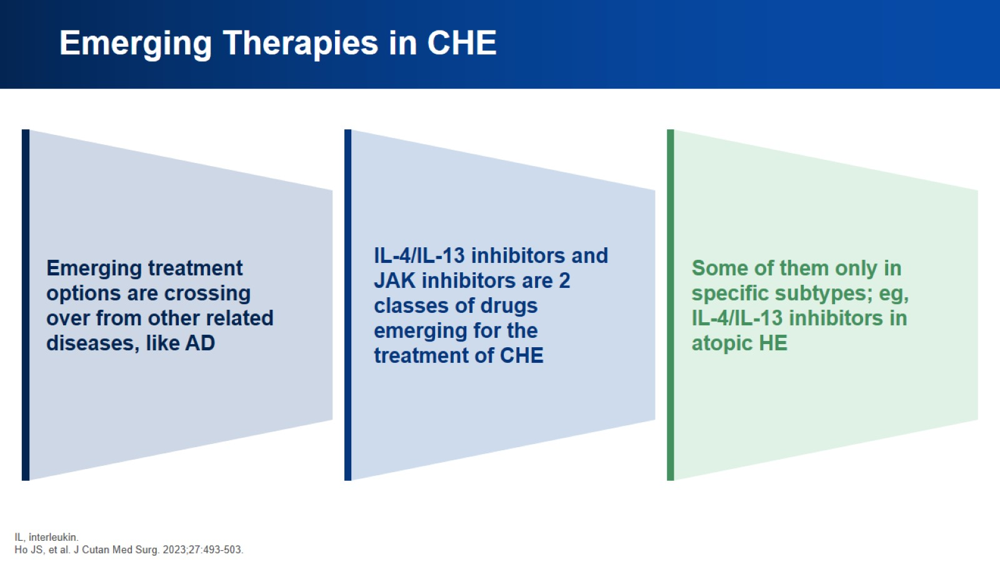 Emerging Therapies in CHE
Emerging treatment
options are crossing
over from other related
diseases, like AD
IL-4/IL-13 inhibitors and
JAK inhibitors are 2
classes of drugs
emerging for the
treatment of CHE
Some of them only in
specific subtypes; eg,
IL-4/IL-13 inhibitors in
atopic HE
IL, interleukin.
Ho JS, et al. J Cutan Med Surg. 2023;27:493-503.